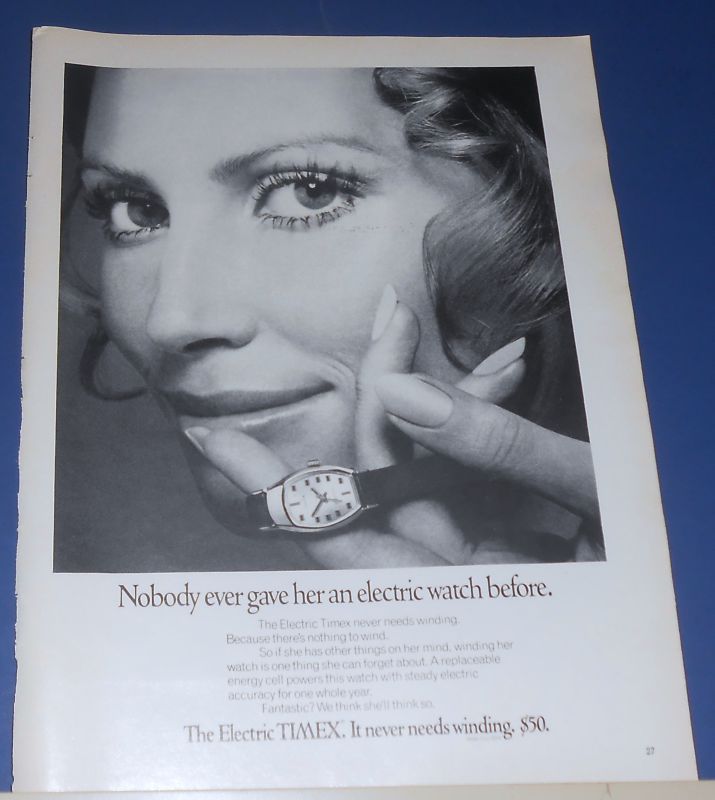 Nobody ever gave her an electric watch before.
The Electric Timex never needs winding.
Because there's nothing to wind.
So if she has other things on her mind, winding her
watch is one thing she can forget about. A replaceable
energy cell powers this watch with steady electric
accuracy for one whole year.
Fantastic? We think she'll think so.
The Electric TIMEX. It never needs winding. $50.
27